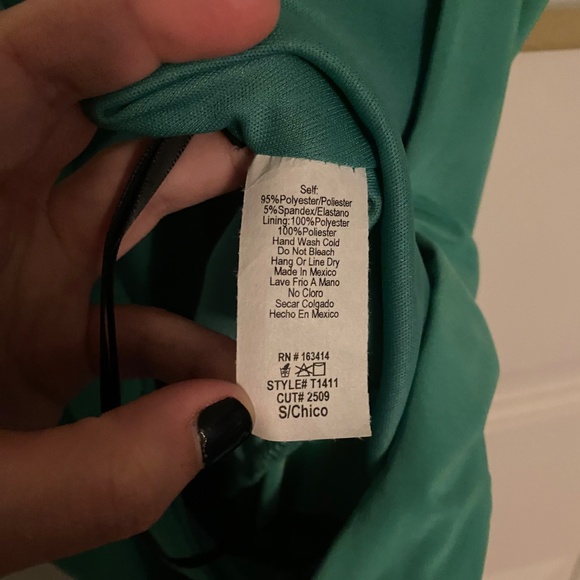 Self:
95%Polyester/Poliester
5%Spandex/Elastano
Lining:100%Polyester
100%Poliester
Hand Wash Cold
Do Not Bleach
Hang Or Line Dry
Made In Mexico
Lave Frio A Mano
No Cloro
Secar Colgado
Hecho En Mexico
RN # 163414
STYLE# T1411
CUT# 2509
S/Chico